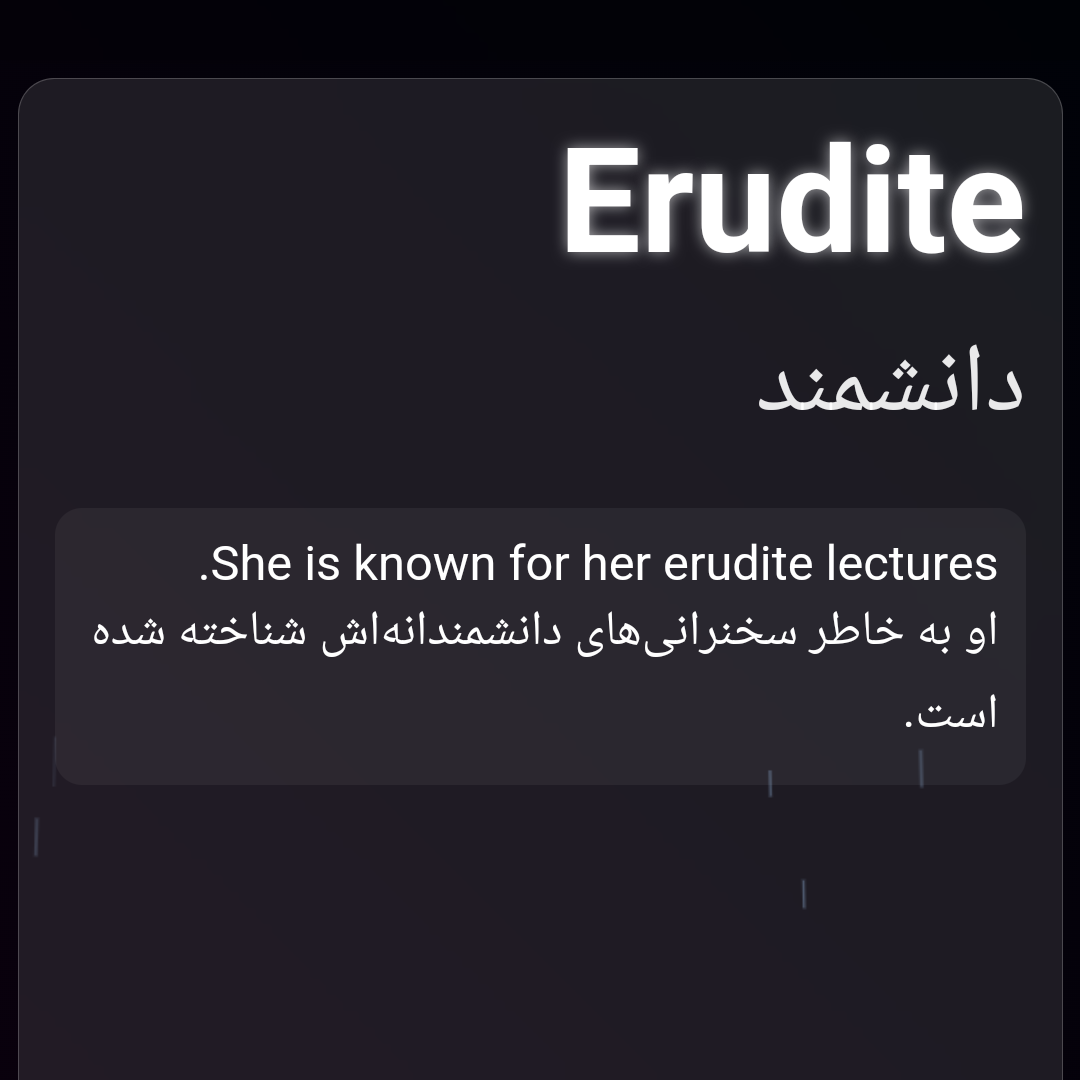 Erudite
دانشمند
.She is known for her erudite lectures
او به خاطر سخنرانی‌های دانشمندانه‌اش شناخته شده
است.